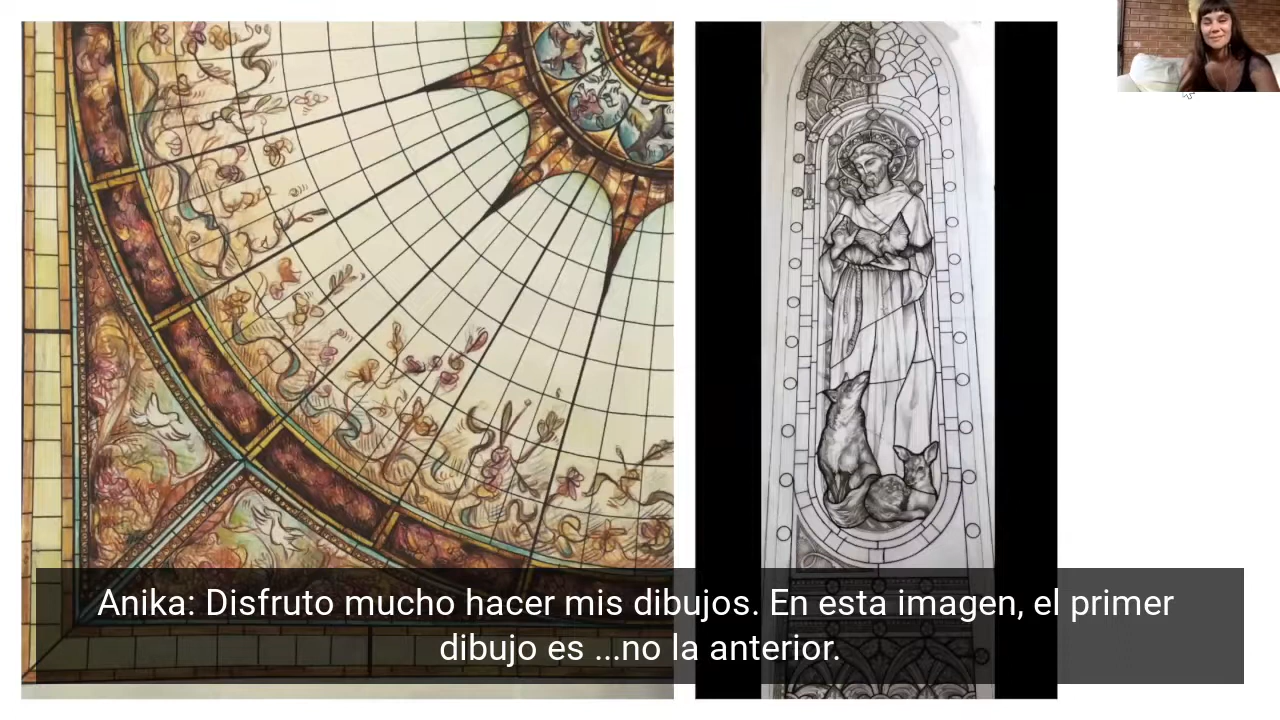 Anika: Disfruto mucho hacer mis dibujos. En esta imagen, el primer
dibujo es ...no la anterior.